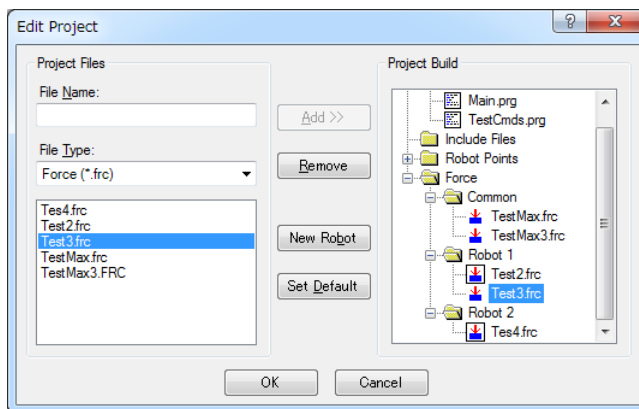 Edit Project
Project Files
File Name:
File Type:
Force (*.frc)
Tes4.frc
Test2.frc
Test3.frc
TestMax.frc
TestMax3.FRC
Add >>
Remove
New Robot
Set Default
Project Build
Main.prg
TestCmds.prg
Include Files
Robot Points
Force
Common
TestMax.frc
TestMax3.frc
Robot 1
Test2.frc
Test3.frc
Robot 2
Tes4.frc
OK
Cancel